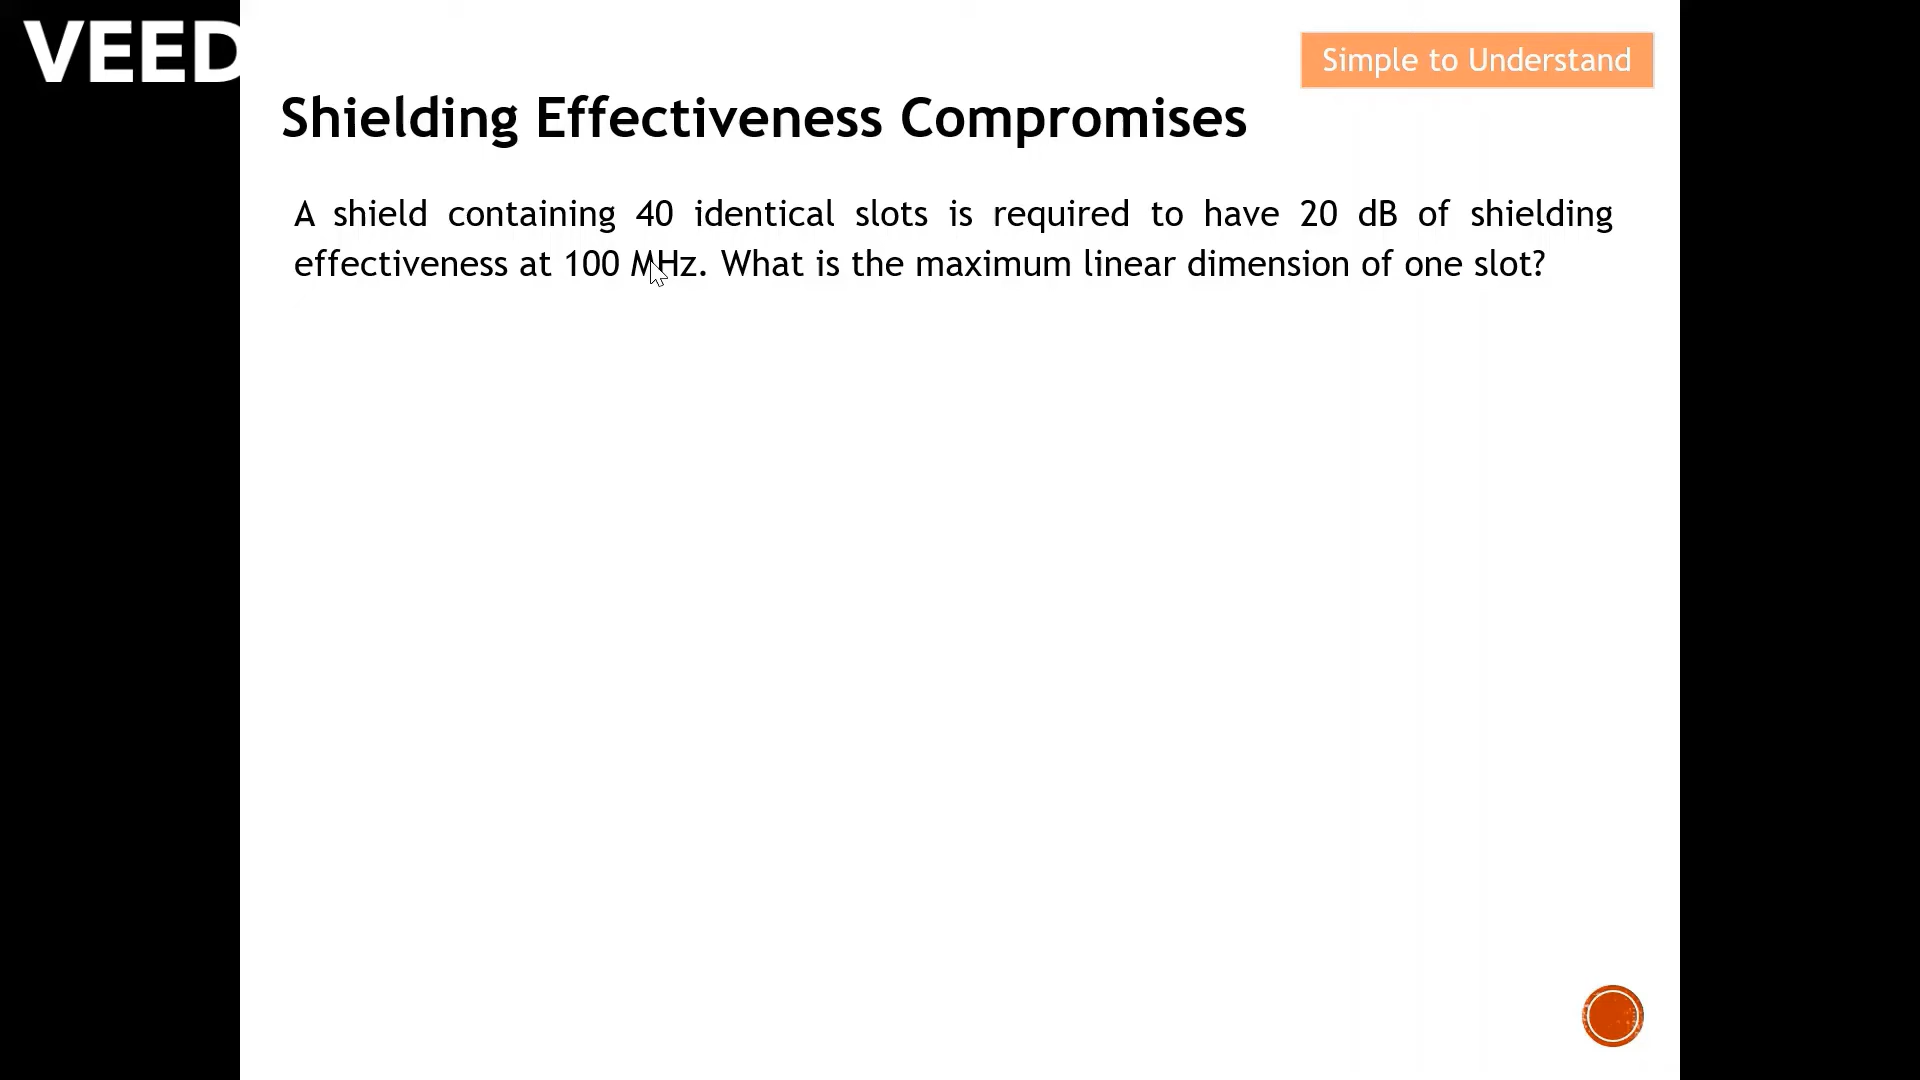 VEED
Simple to Understand
Shielding Effectiveness Compromises
A shield containing 40 identical slots is required to have 20 dB of shielding
effectiveness at 100 MHz. What is the maximum linear dimension of one slot?